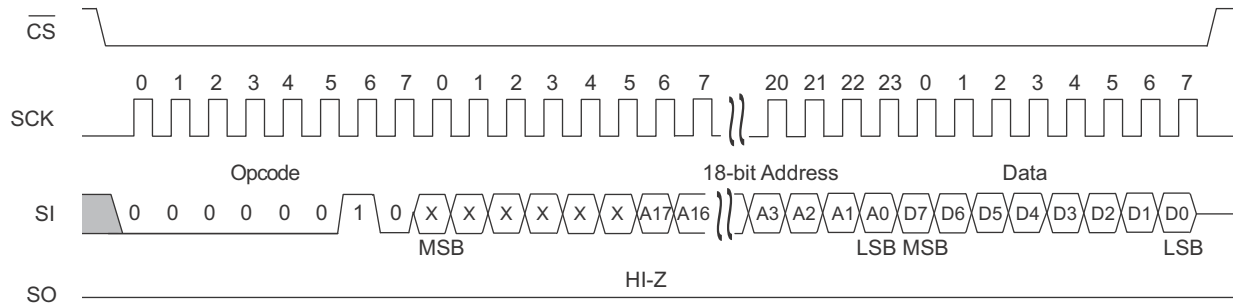 CS
0 1 2 3 4 5 6 7 0 1 2 3 4 5 6 7 20 21 22 23 0 1 2 3 4 5 6 7
SCK
Opcode 18-bit Address Data
SI 0 0 0 0 0 0 1 0 X X X X X X A17 A16 A3 A2 A1 A0 D7 D6 D5 D4 D3 D2 D1 D0
MSB LSB MSB LSB
HI-Z
SO